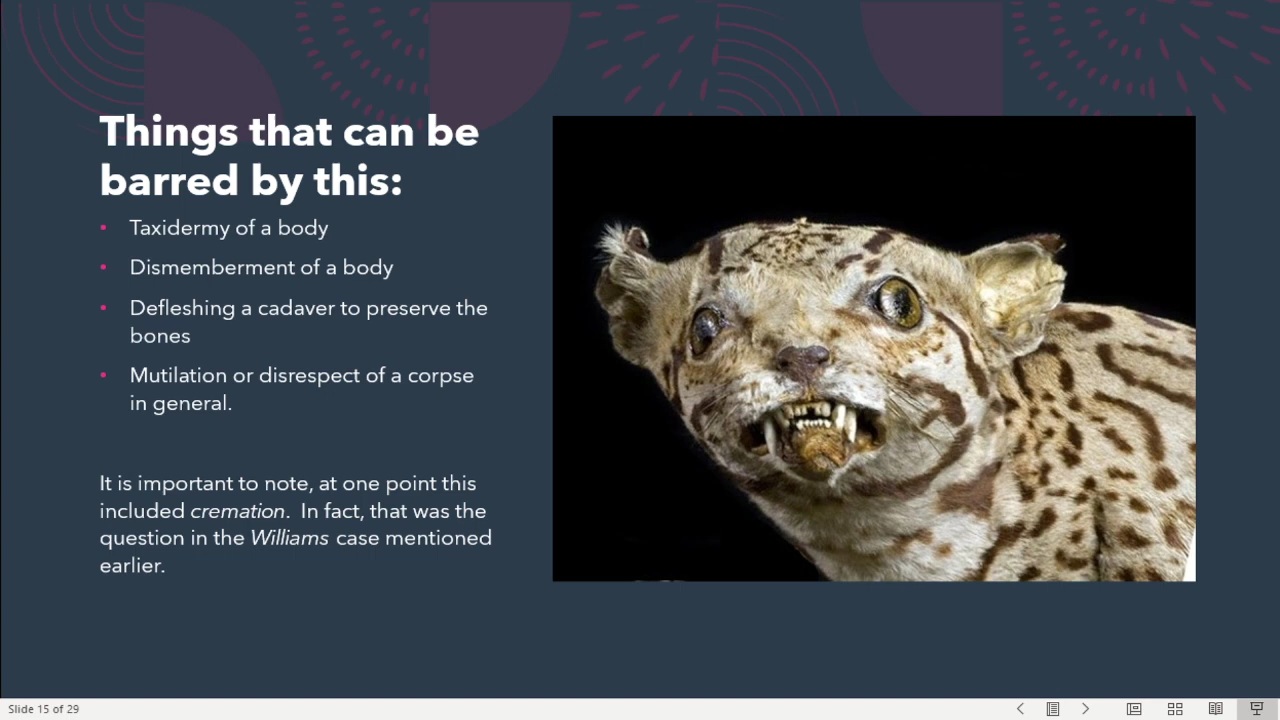 Things that can be
barred by this:
• Taxidermy of a body
• Dismemberment of a body
• Defleshing a cadaver to preserve the
bones
• Mutilation or disrespect of a corpse
in general.
It is important to note, at one point this
included cremation.  In fact, that was the
question in the Williams case mentioned
earlier.
Slide 15 of 29